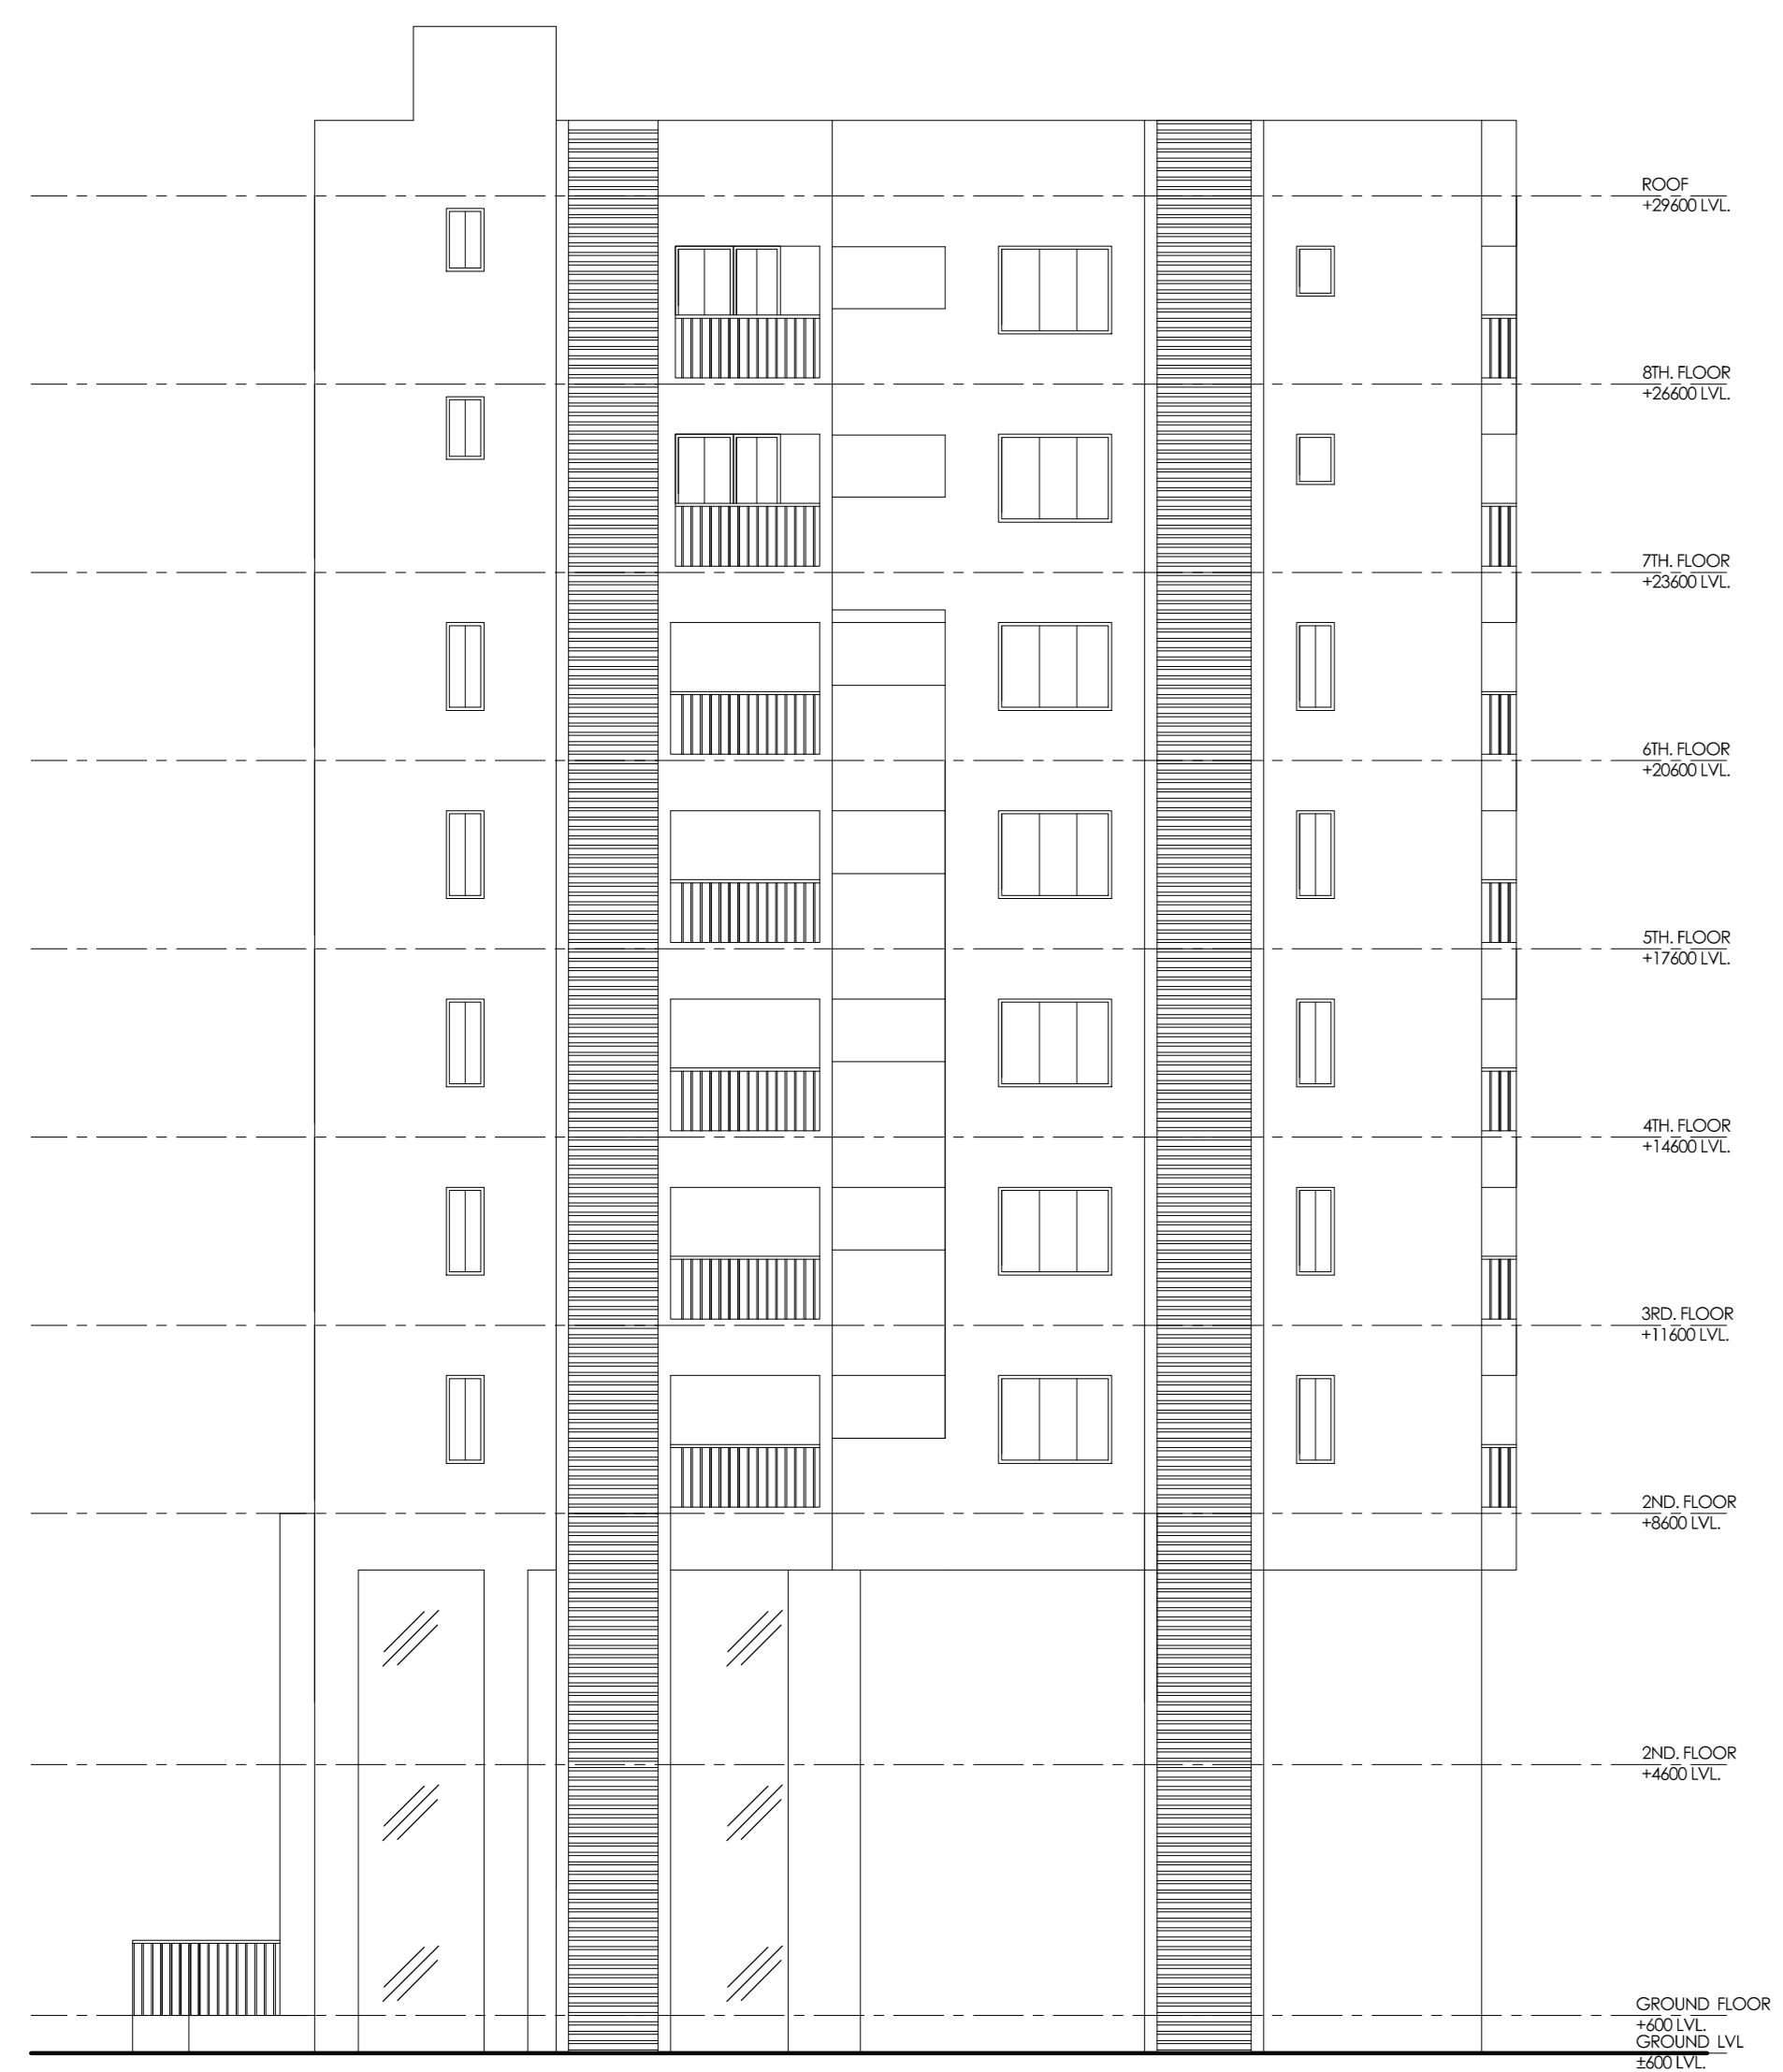 ROOF
+29600 LVL.
8TH. FLOOR
+26600 LVL.
7TH. FLOOR
+23600 LVL.
6TH. FLOOR
+20600 LVL.
5TH. FLOOR
+17600 LVL.
4TH. FLOOR
+14600 LVL.
3RD. FLOOR
+11600 LVL.
2ND. FLOOR
+8600 LVL.
2ND. FLOOR
+4600 LVL.
GROUND FLOOR
+600 LVL.
GROUND LVL
±600 LVL.